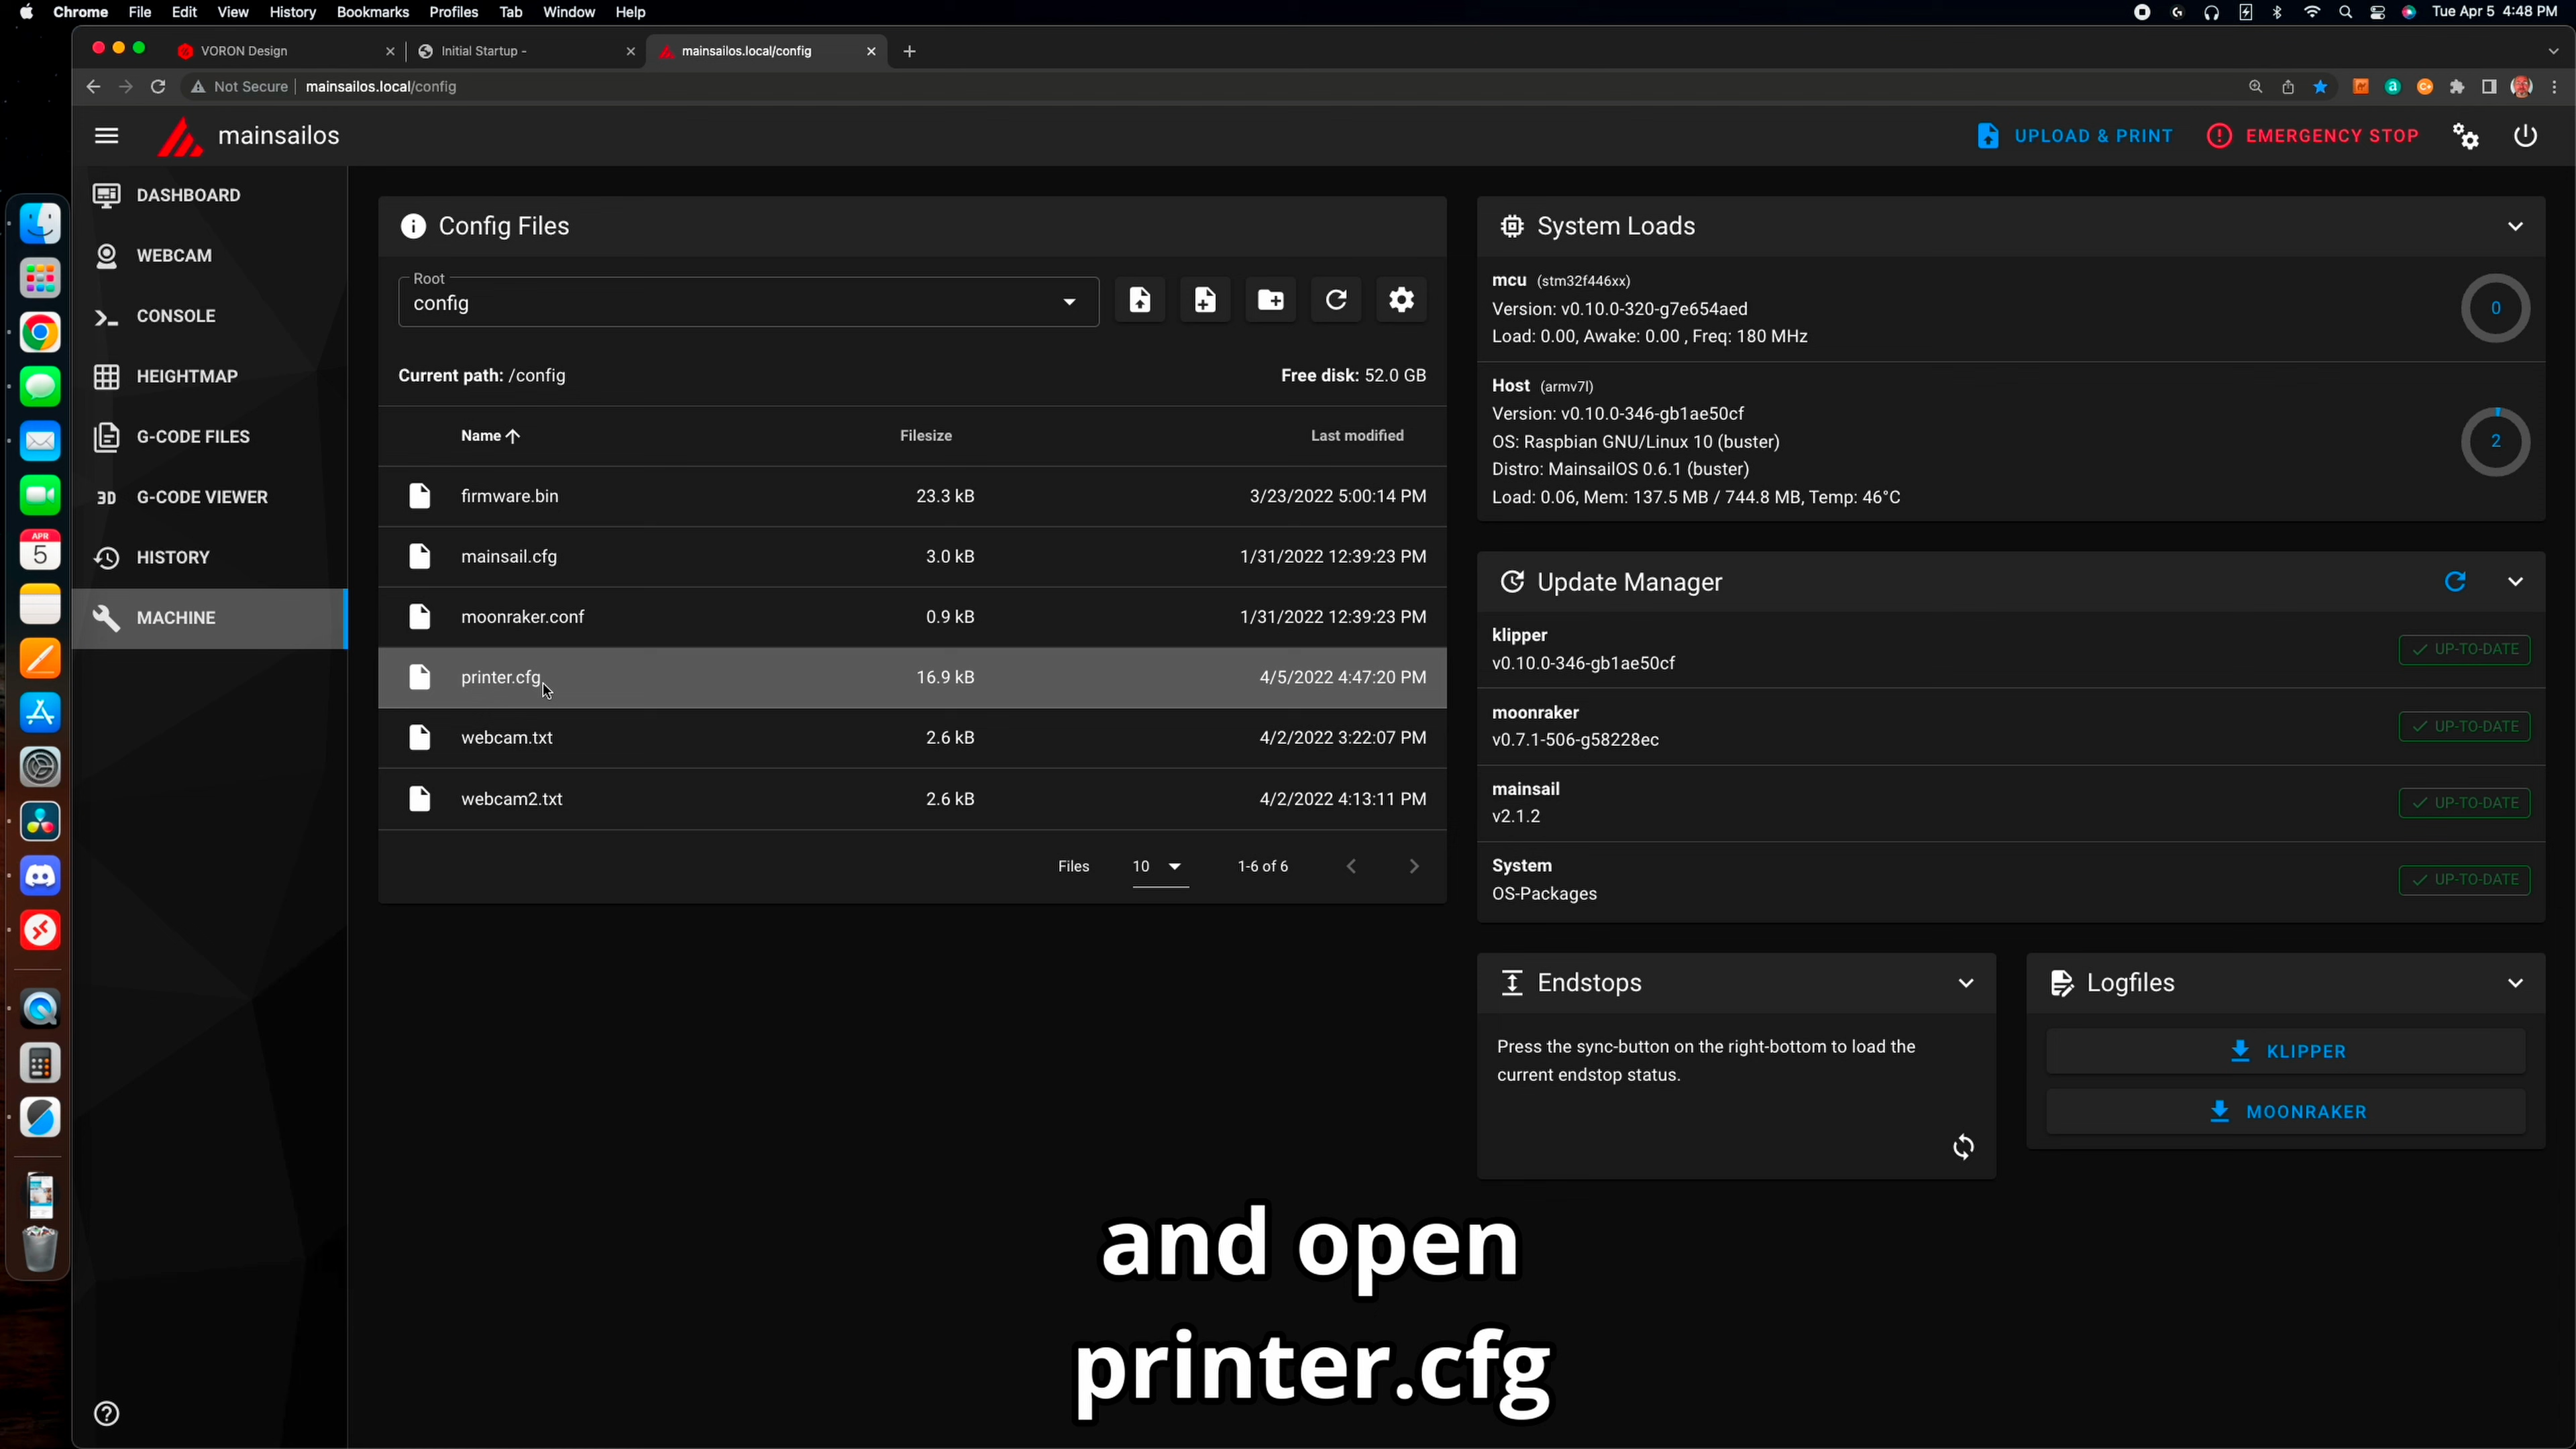 Chrome File Edit View History Bookmarks Profiles Tab Window Help
Tue Apr 5 4:48 PM
VORON Design
Initial Startup -
mainsailos.local/config
Not Secure
mainsailos.local/config
mainsailos
UPLOAD & PRINT
EMERGENCY STOP
DASHBOARD
WEBCAM
CONSOLE
HEIGHTMAP
G-CODE FILES
3D G-CODE VIEWER
HISTORY
MACHINE
APR
5
Config Files
Root
config
Current path: /config
Free disk: 52.0 GB
Name Filesize Last modified
firmware.bin 23.3 kB 3/23/2022 5:00:14 PM
mainsail.cfg 3.0 kB 1/31/2022 12:39:23 PM
moonraker.conf 0.9 kB 1/31/2022 12:39:23 PM
printer.cfg 16.9 kB 4/5/2022 4:47:20 PM
webcam.txt 2.6 kB 4/2/2022 3:22:07 PM
webcam2.txt 2.6 kB 4/2/2022 4:13:11 PM
Files 10 1-6 of 6
System Loads
mcu (stm32f446xx)
Version: v0.10.0-320-g7e654aed
Load: 0.00, Awake: 0.00 , Freq: 180 MHz
0
Host (armv7l)
Version: v0.10.0-346-gb1ae50cf
OS: Raspbian GNU/Linux 10 (buster)
Distro: MainsailOS 0.6.1 (buster)
Load: 0.06, Mem: 137.5 MB / 744.8 MB, Temp: 46°C
2
Update Manager
klipper
v0.10.0-346-gb1ae50cf
UP-TO-DATE
moonraker
v0.7.1-506-g58228ec
UP-TO-DATE
mainsail
v2.1.2
UP-TO-DATE
System
OS-Packages
UP-TO-DATE
Endstops
Press the sync-button on the right-bottom to load the
current endstop status.
Logfiles
KLIPPER
MOONRAKER
and open
printer.cfg